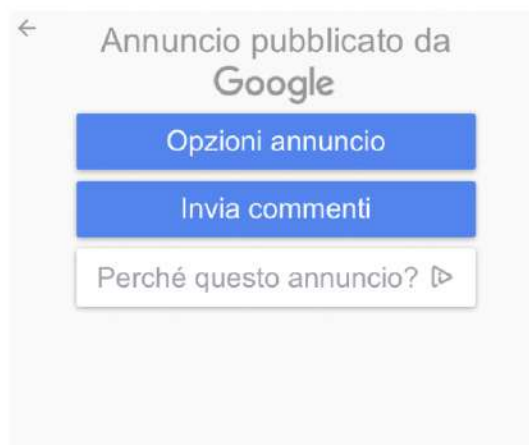 Annuncio pubblicato da
Google
Opzioni annuncio
Invia commenti
Perché questo annuncio?